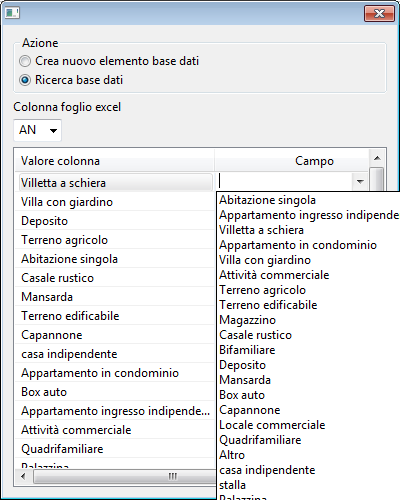 Azione
Crea nuovo elemento base dati
Ricerca base dati
Colonna foglio excel
AN
Valore colonna Campo
Villetta a schiera
Villa con giardino
Deposito
Terreno agricolo
Abitazione singola
Casale rustico
Mansarda
Terreno edificabile
Capannone
casa indipendente
Appartamento in condominio
Box auto
Appartamento ingresso indipende...
Attività commerciale
Quadrifamiliare
Palazzina
Abitazione singola
Appartamento ingresso indipende
Villetta a schiera
Appartamento in condominio
Villa con giardino
Attività commerciale
Terreno agricolo
Terreno edificabile
Magazzino
Casale rustico
Bifamiliare
Deposito
Mansarda
Box auto
Capannone
Locale commerciale
Quadrifamiliare
Altro
casa indipendente
stalla
Palazzina